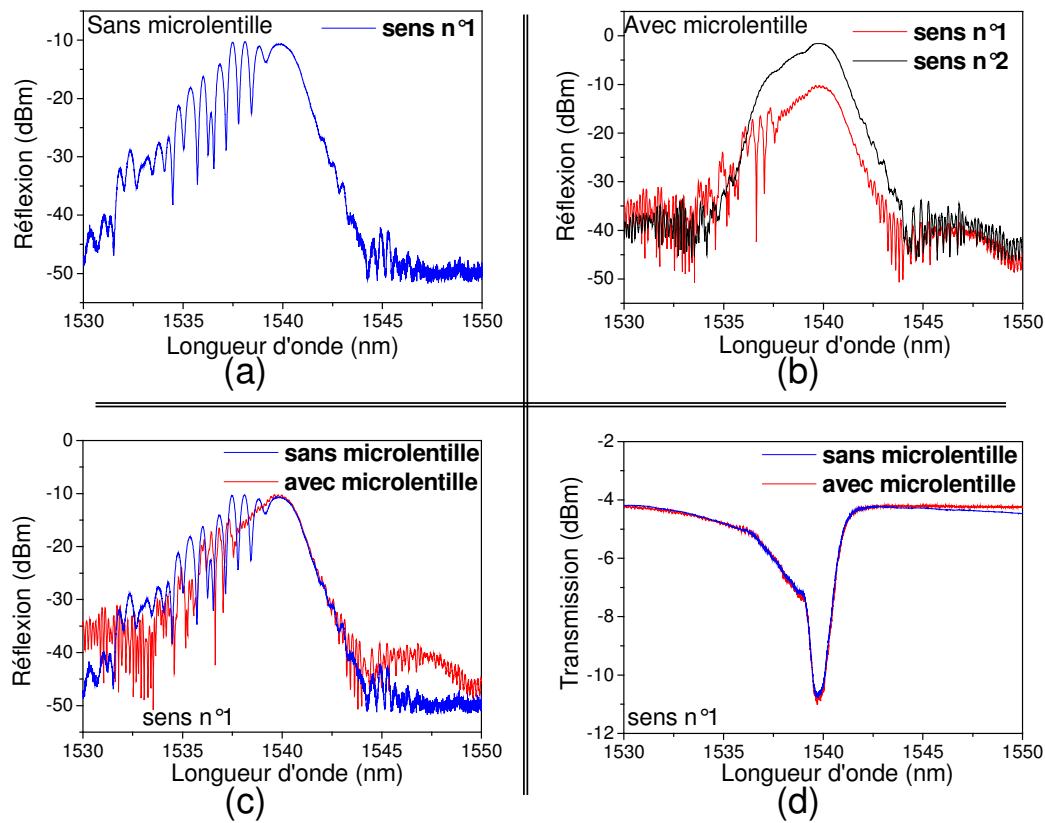 Sans microlentille
sens n°1
-10
-20
-30
-40
-50
Réflexion (dBm)
1530
1535
1540
1545
1550
Longueur d'onde (nm)
(a)
Avec microlentille
sens n°1
sens n°2
0
-10
-20
-30
-40
-50
Réflexion (dBm)
1530
1535
1540
1545
1550
Longueur d'onde (nm)
(b)
sans microlentille
avec microlentille
0
-10
-20
-30
-40
-50
Réflexion (dBm)
sens n°1
1530
1535
1540
1545
1550
Longueur d'onde (nm)
(c)
sans microlentille
avec microlentille
-2
-4
-6
-8
-10
-12
Transmission (dBm)
sens n°1
1530
1535
1540
1545
1550
Longueur d'onde (nm)
(d)